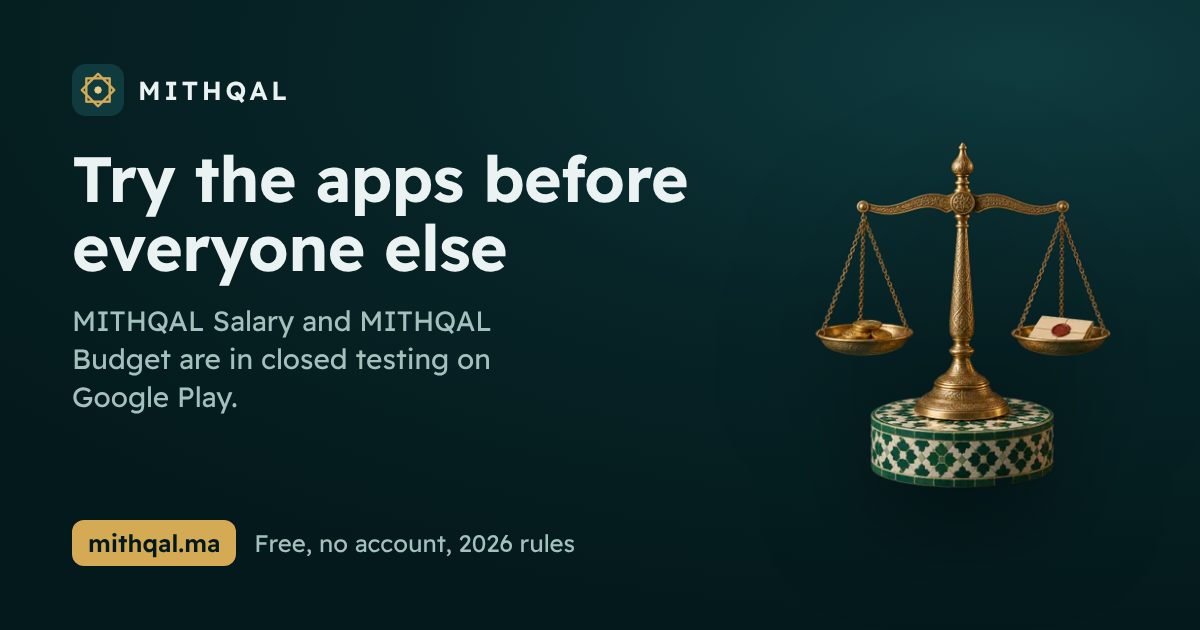 MITHQAL
Try the apps before
everyone else
MITHQAL Salary and MITHQAL
Budget are in closed testing on
Google Play.
mithqal.ma
Free, no account, 2026 rules